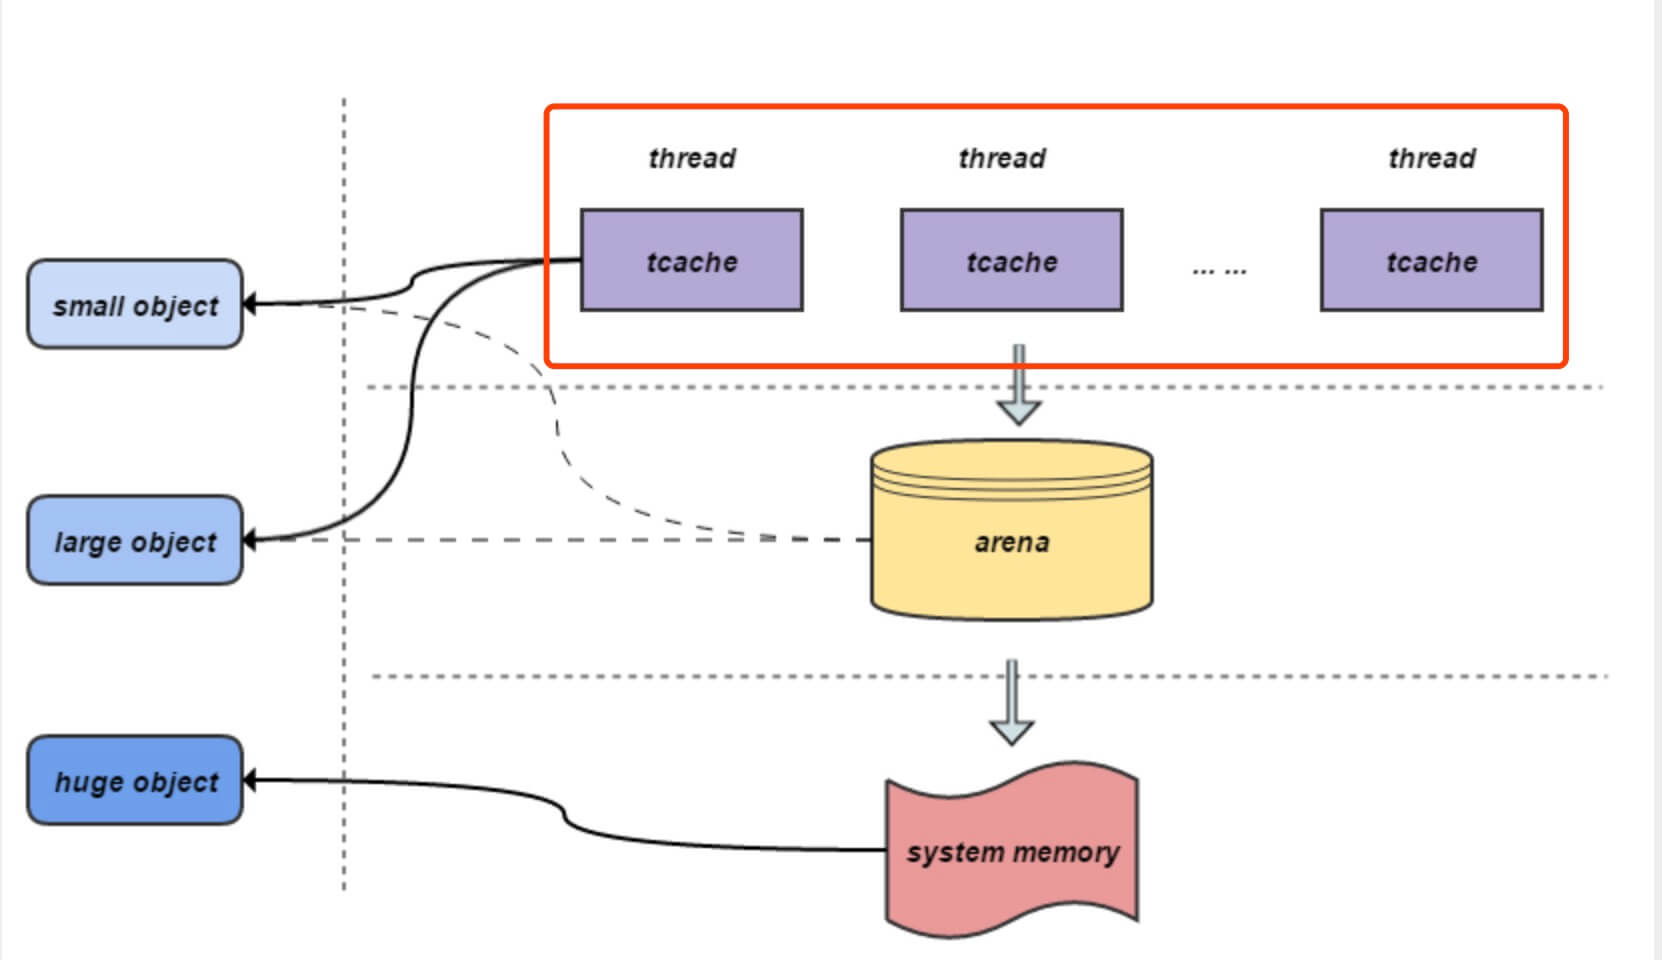 thread
thread
thread
tcache
tcache
... ...
tcache
small object
large object
arena
huge object
system memory